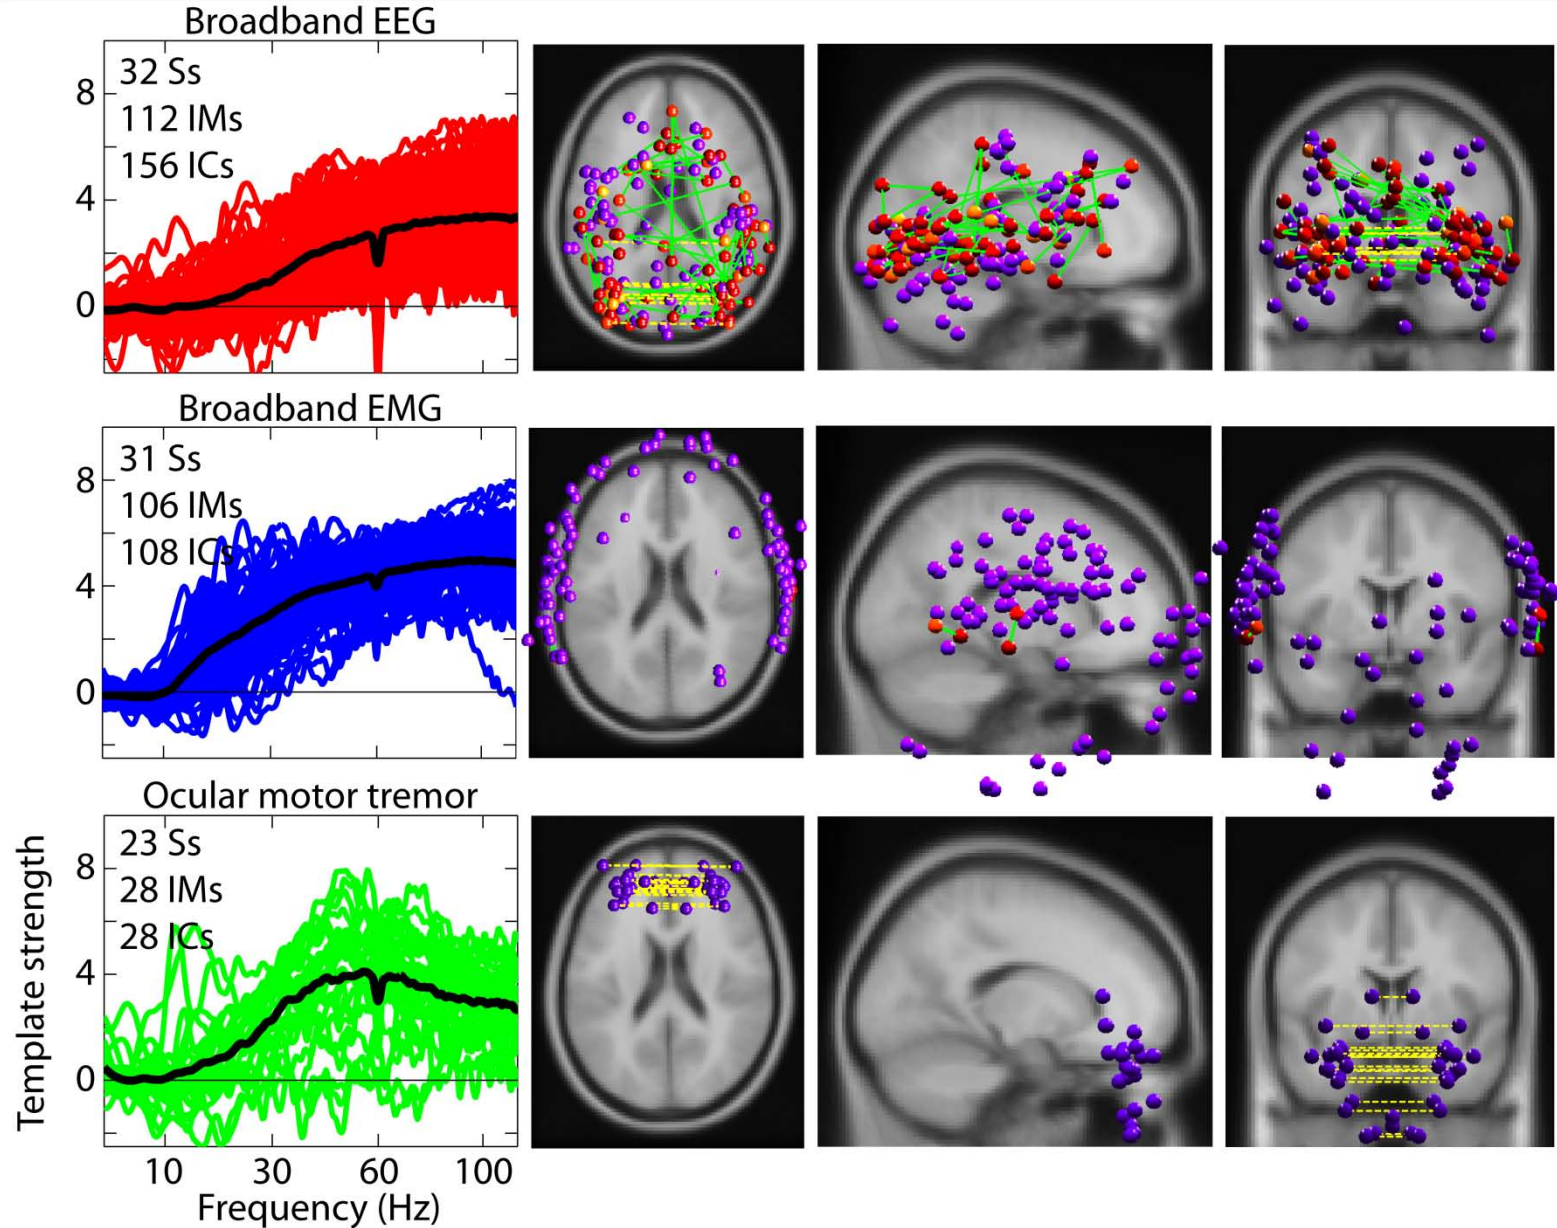 Broadband EEG
32 Ss
112 IMs
156 ICs
8
4
0
Broadband EMG
31 Ss
106 IMs
108 ICs
8
4
0
Ocular motor tremor
23 Ss
28 IMs
28 ICs
8
4
0
Template strength
10 30 60 100
Frequency (Hz)